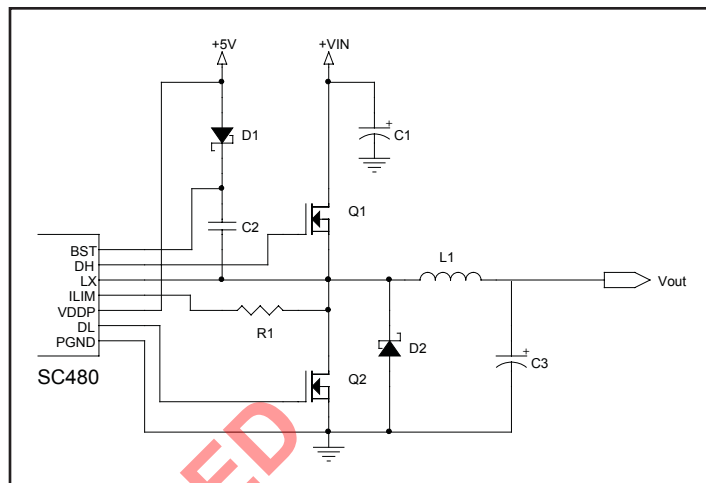 +5V
+VIN
D1
C1
Q1
C2
L1
BST
DH
LX
Vout
ILIM
VDDP
R1
DL
D2
C3
PGND
Q2
SC480
ED